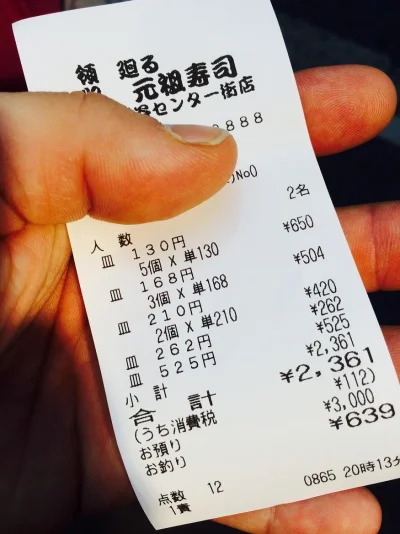 領 廻る
元祖寿司
センター街店
888
No0
人数 2名
皿 130円
5個 X 単130 ¥650
皿 168円
3個 X 単168 ¥504
皿 210円
2個 X 単210 ¥420
皿 262円 ¥262
皿 525円 ¥525
小計 ¥2,361
合計 ¥2,361
(うち消費税 ¥112)
お預り ¥3,000
お釣り ¥639
点数 12 0865 20時13分
1責